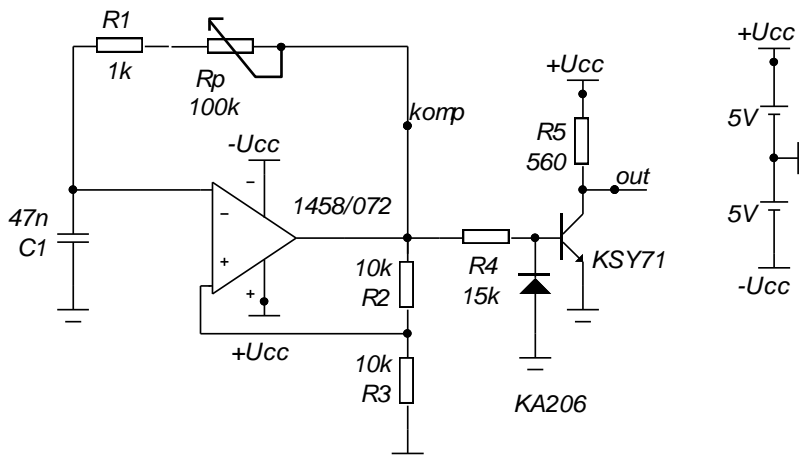 R1
1k
Rp
100k
komp
+Ucc
+Ucc
R5
560
5V
out
-Ucc
−
1458/072
47n
C1
−
+
10k
R2
R4
15k
KSY71
5V
+
+Ucc
-Ucc
10k
R3
KA206